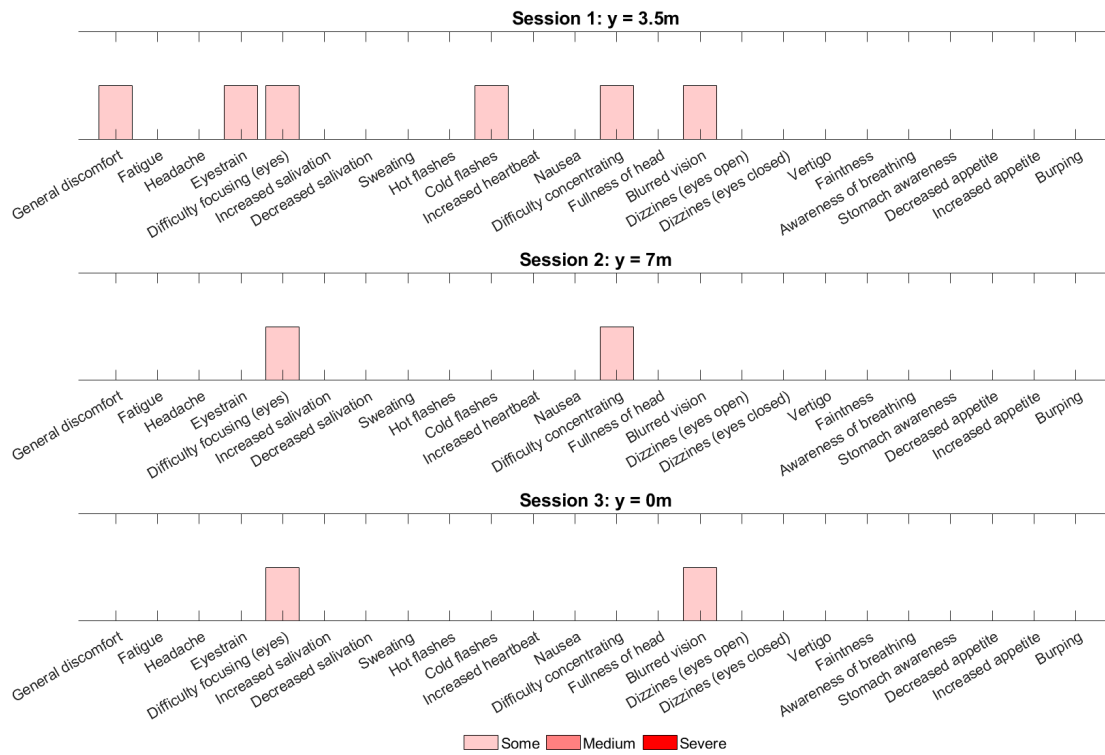 Session 1: y = 3.5m
General discomfort
Fatigue
Headache
Eyestrain
Difficulty focusing (eyes)
Increased salivation
Decreased salivation
Sweating
Hot flashes
Cold flashes
Increased heartbeat
Nausea
Difficulty concentrating
Fullness of head
Blurred vision
Dizzines (eyes open)
Dizzines (eyes closed)
Vertigo
Faintness
Awareness of breathing
Stomach awareness
Decreased appetite
Increased appetite
Burping
Session 2: y = 7m
General discomfort
Fatigue
Headache
Eyestrain
Difficulty focusing (eyes)
Increased salivation
Decreased salivation
Sweating
Hot flashes
Cold flashes
Increased heartbeat
Nausea
Difficulty concentrating
Fullness of head
Blurred vision
Dizzines (eyes open)
Dizzines (eyes closed)
Vertigo
Faintness
Awareness of breathing
Stomach awareness
Decreased appetite
Increased appetite
Burping
Session 3: y = 0m
General discomfort
Fatigue
Headache
Eyestrain
Difficulty focusing (eyes)
Increased salivation
Decreased salivation
Sweating
Hot flashes
Cold flashes
Increased heartbeat
Nausea
Difficulty concentrating
Fullness of head
Blurred vision
Dizzines (eyes open)
Dizzines (eyes closed)
Vertigo
Faintness
Awareness of breathing
Stomach awareness
Decreased appetite
Increased appetite
Burping
Some Medium Severe